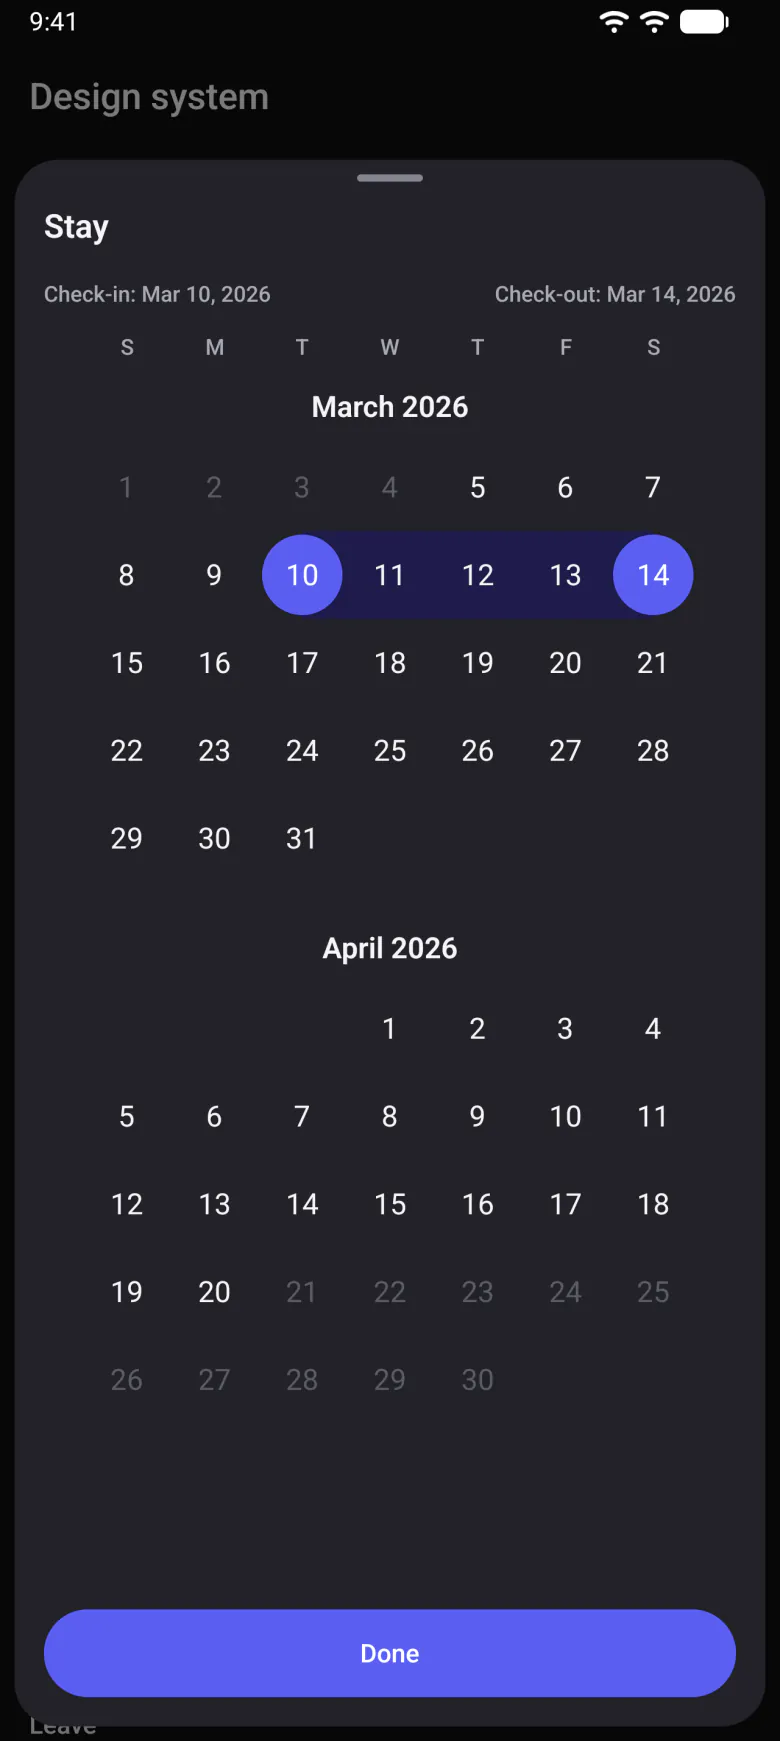 9:41
Design system
Stay
Check-in: Mar 10, 2026 Check-out: Mar 14, 2026
S M T W T F S
March 2026
1 2 3 4 5 6 7
8 9 10 11 12 13 14
15 16 17 18 19 20 21
22 23 24 25 26 27 28
29 30 31
April 2026
1 2 3 4
5 6 7 8 9 10 11
12 13 14 15 16 17 18
19 20 21 22 23 24 25
26 27 28 29 30
Done
Leave